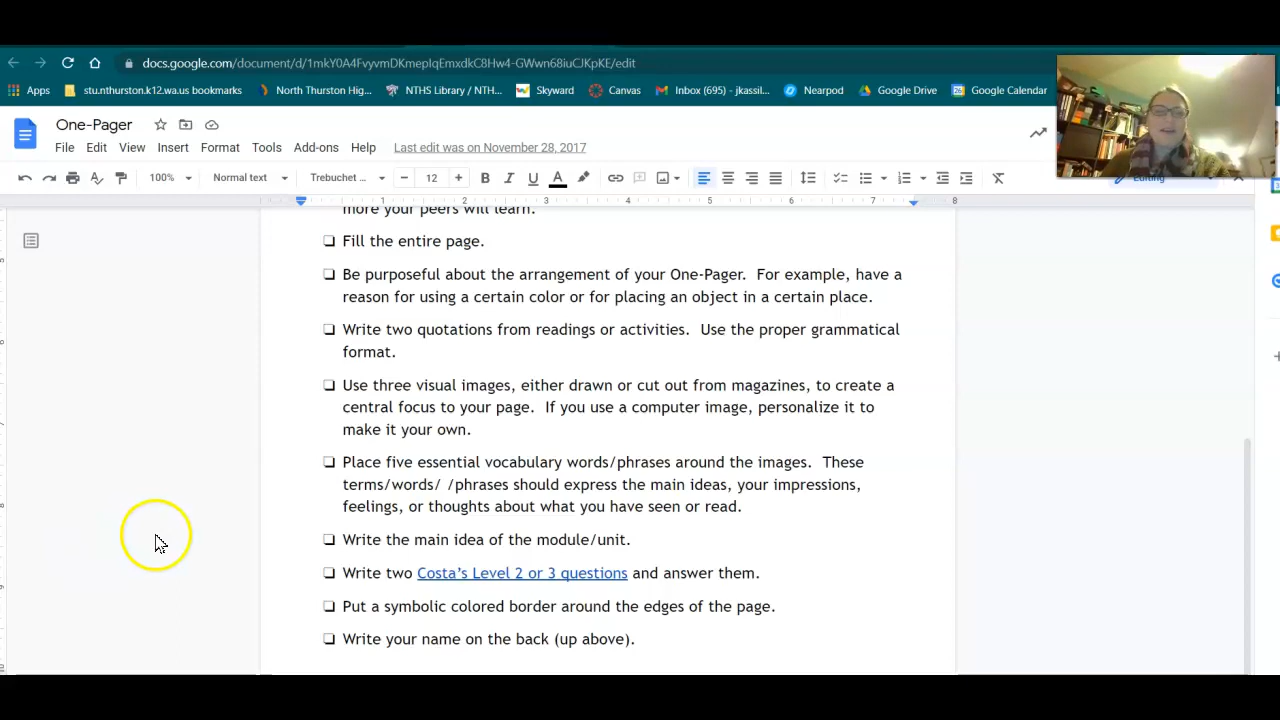 docs.google.com/document/d/1mkY0A4FvyvmDKmepIqEmxdkC8Hw4-GWwn68iuCJKpKE/edit
Apps stu.nthurston.k12.wa.us bookmarks North Thurston Hig... NTHS Library / NTH... Skyward Canvas Inbox (695) - jkassil... Nearpod Google Drive Google Calendar
One-Pager
File Edit View Insert Format Tools Add-ons Help Last edit was on November 28, 2017
100% Normal text Trebuchet ... 12 Editing
1 2 3 4 5 6 7 8
more your peers will learn.
Fill the entire page.
Be purposeful about the arrangement of your One-Pager. For example, have a
reason for using a certain color or for placing an object in a certain place.
Write two quotations from readings or activities. Use the proper grammatical
format.
Use three visual images, either drawn or cut out from magazines, to create a
central focus to your page. If you use a computer image, personalize it to
make it your own.
Place five essential vocabulary words/phrases around the images. These
terms/words/ /phrases should express the main ideas, your impressions,
feelings, or thoughts about what you have seen or read.
Write the main idea of the module/unit.
Write two Costa's Level 2 or 3 questions and answer them.
Put a symbolic colored border around the edges of the page.
Write your name on the back (up above).